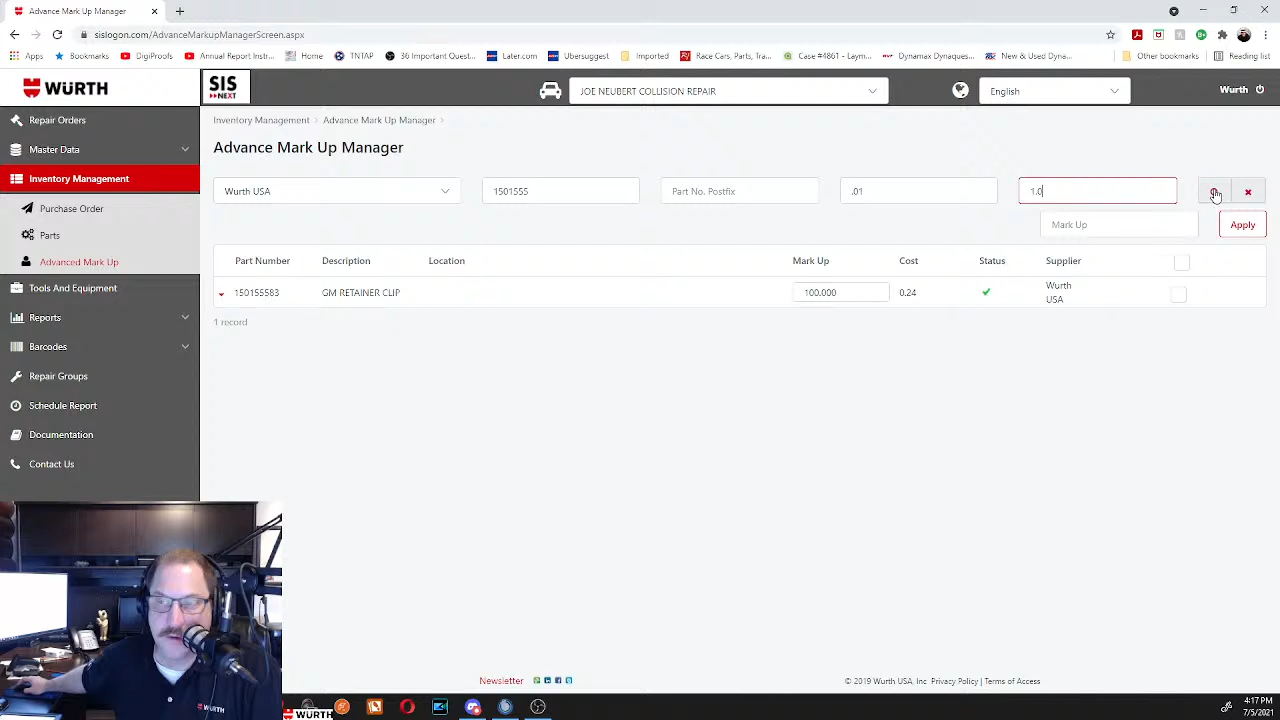 Advance Markup Manager
sislogon.com/AdvanceMarkupManagerScreen.aspx
Apps Bookmarks DigiProofs Annual Report Instr... Home TNTAP 36 Important Quest... Later.com Ubersuggest Imported Race Cars, Parts, Tra... Case #4861 - Laym... Dynamax Dynaques... New & Used Dyna... Other bookmarks Reading list
WÜRTH SIS NEXT JOE NEUBERT COLLISION REPAIR English Wurth
Repair Orders
Master Data
Inventory Management
Purchase Order
Parts
Advanced Mark Up
Tools And Equipment
Reports
Barcodes
Repair Groups
Schedule Report
Documentation
Contact Us
Inventory Management Advance Mark Up Manager
Advance Mark Up Manager
Wurth USA 1501555 Part No. Postfix .01 1.0
Mark Up Apply
Part Number Description Location Mark Up Cost Status Supplier
150155583 GM RETAINER CLIP 100.000 0.24 Wurth USA
1 record
WÜRTH
Newsletter © 2019 Wurth USA, Inc Privacy Policy | Terms of Access
WÜRTH
4:17 PM
7/5/2021